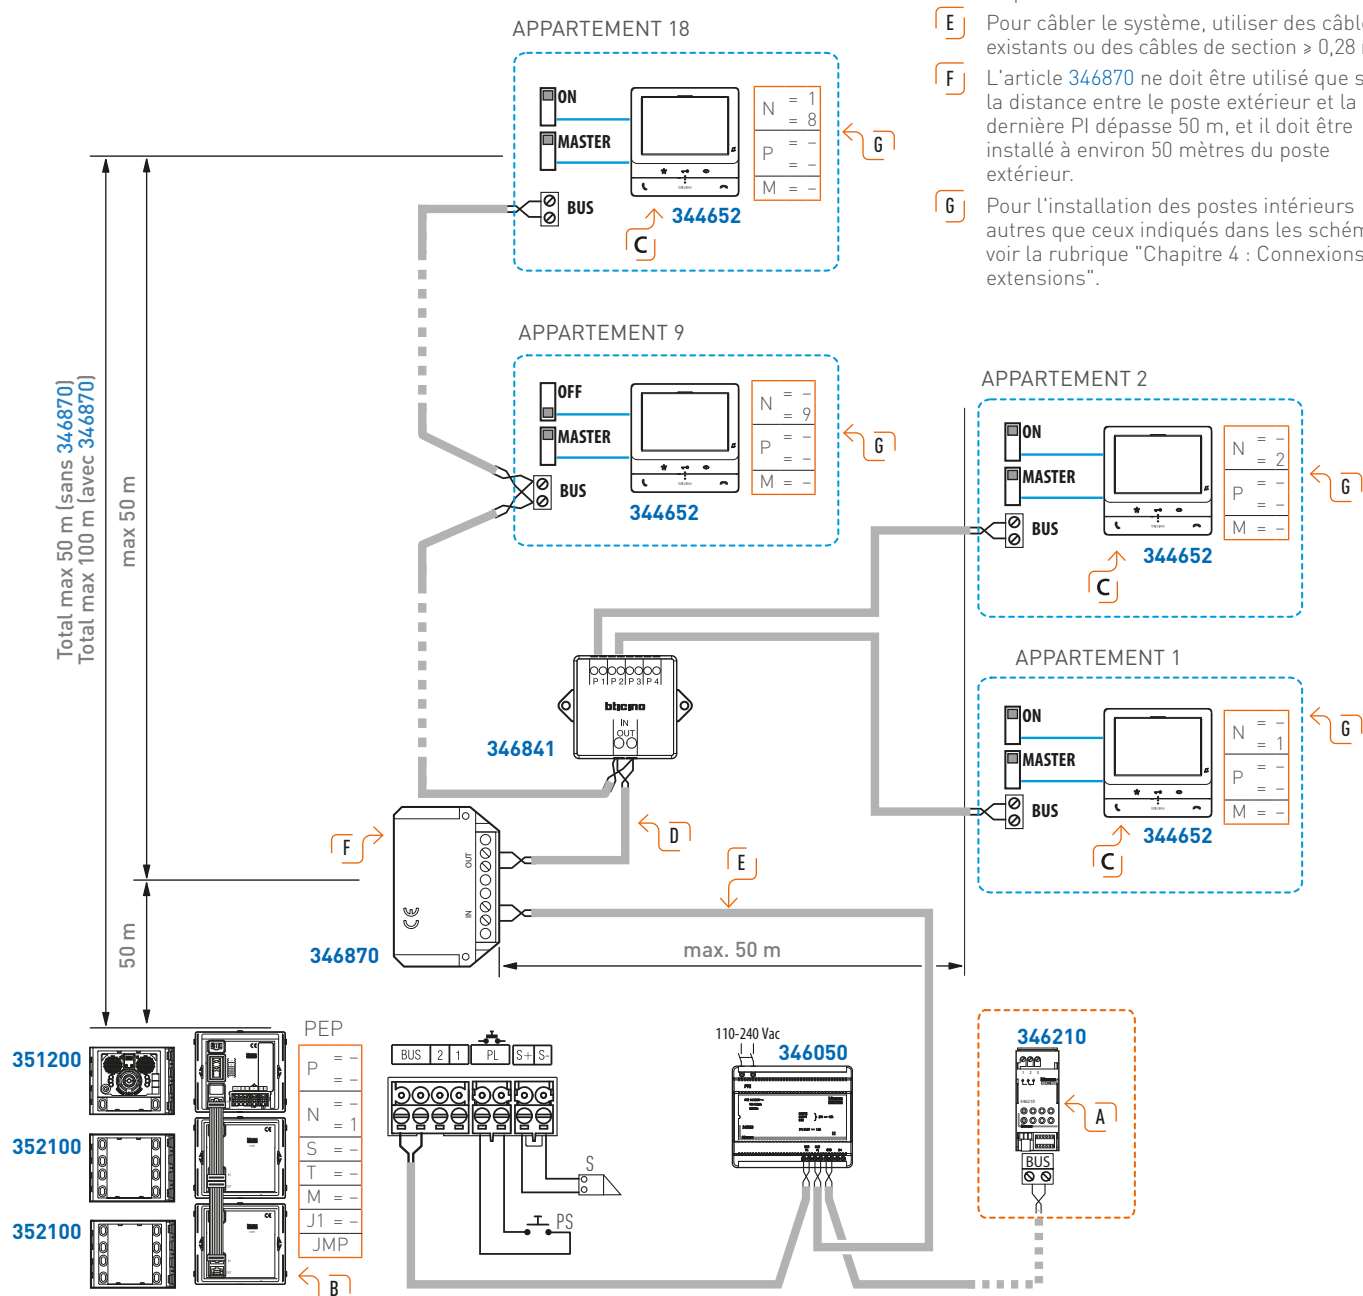 APPARTEMENT 18
ON
MASTER
BUS
N = 1
= 8
P = -
= -
M = -
G
344652
C
E Pour câbler le système, utiliser des
existants ou des câbles de section ≥ 0,28
F L'article 346870 ne doit être utilisé que
la distance entre le poste extérieur et la
dernière PI dépasse 50 m, et il doit être
installé à environ 50 mètres du poste
extérieur.
G Pour l'installation des postes intérieurs
autres que ceux indiqués dans les
voir la rubrique "Chapitre 4 : Connexions
extensions".
APPARTEMENT 9
OFF
MASTER
BUS
N = -
= 9
P = -
= -
M = -
G
344652
APPARTEMENT 2
ON
MASTER
BUS
N = -
= 2
P = -
= -
M = -
G
344652
C
Total max 50 m (sans 346870)
Total max 100 m (avec 346870)
max 50 m
50 m
APPARTEMENT 1
ON
MASTER
BUS
N = -
= 1
P = -
= -
M = -
G
344652
C
P1 P2 P3 P4
bticino
IN
OUT
346841
D
F
OUT
IN
CE
346870
E
max. 50 m
351200
352100
352100
PEP
P = -
= -
N = -
= 1
S = -
T = -
M = -
J1 = -
JMP
B
BUS 2 1 PL S+ S-
S
PS
110-240 Vac
346050
346210
1 2 3
346210
A
BUS